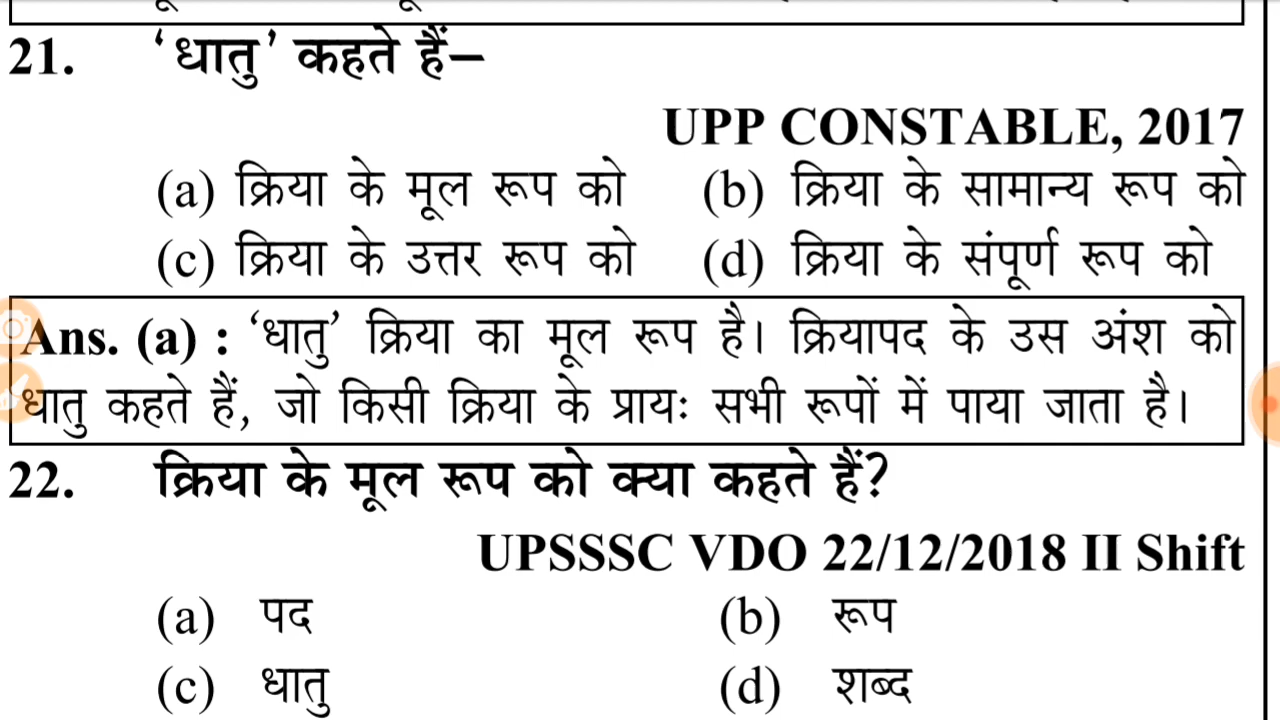 21. ‘धातु’ कहते हैं–
UPP CONSTABLE, 2017
(a) क्रिया के मूल रूप को (b) क्रिया के सामान्य रूप को
(c) क्रिया के उत्तर रूप को (d) क्रिया के संपूर्ण रूप को
Ans. (a) : ‘धातु’ क्रिया का मूल रूप है। क्रियापद के उस अंश को
धातु कहते हैं, जो किसी क्रिया के प्रायः सभी रूपों में पाया जाता है।
22. क्रिया के मूल रूप को क्या कहते हैं?
UPSSSC VDO 22/12/2018 II Shift
(a) पद (b) रूप
(c) धातु (d) शब्द